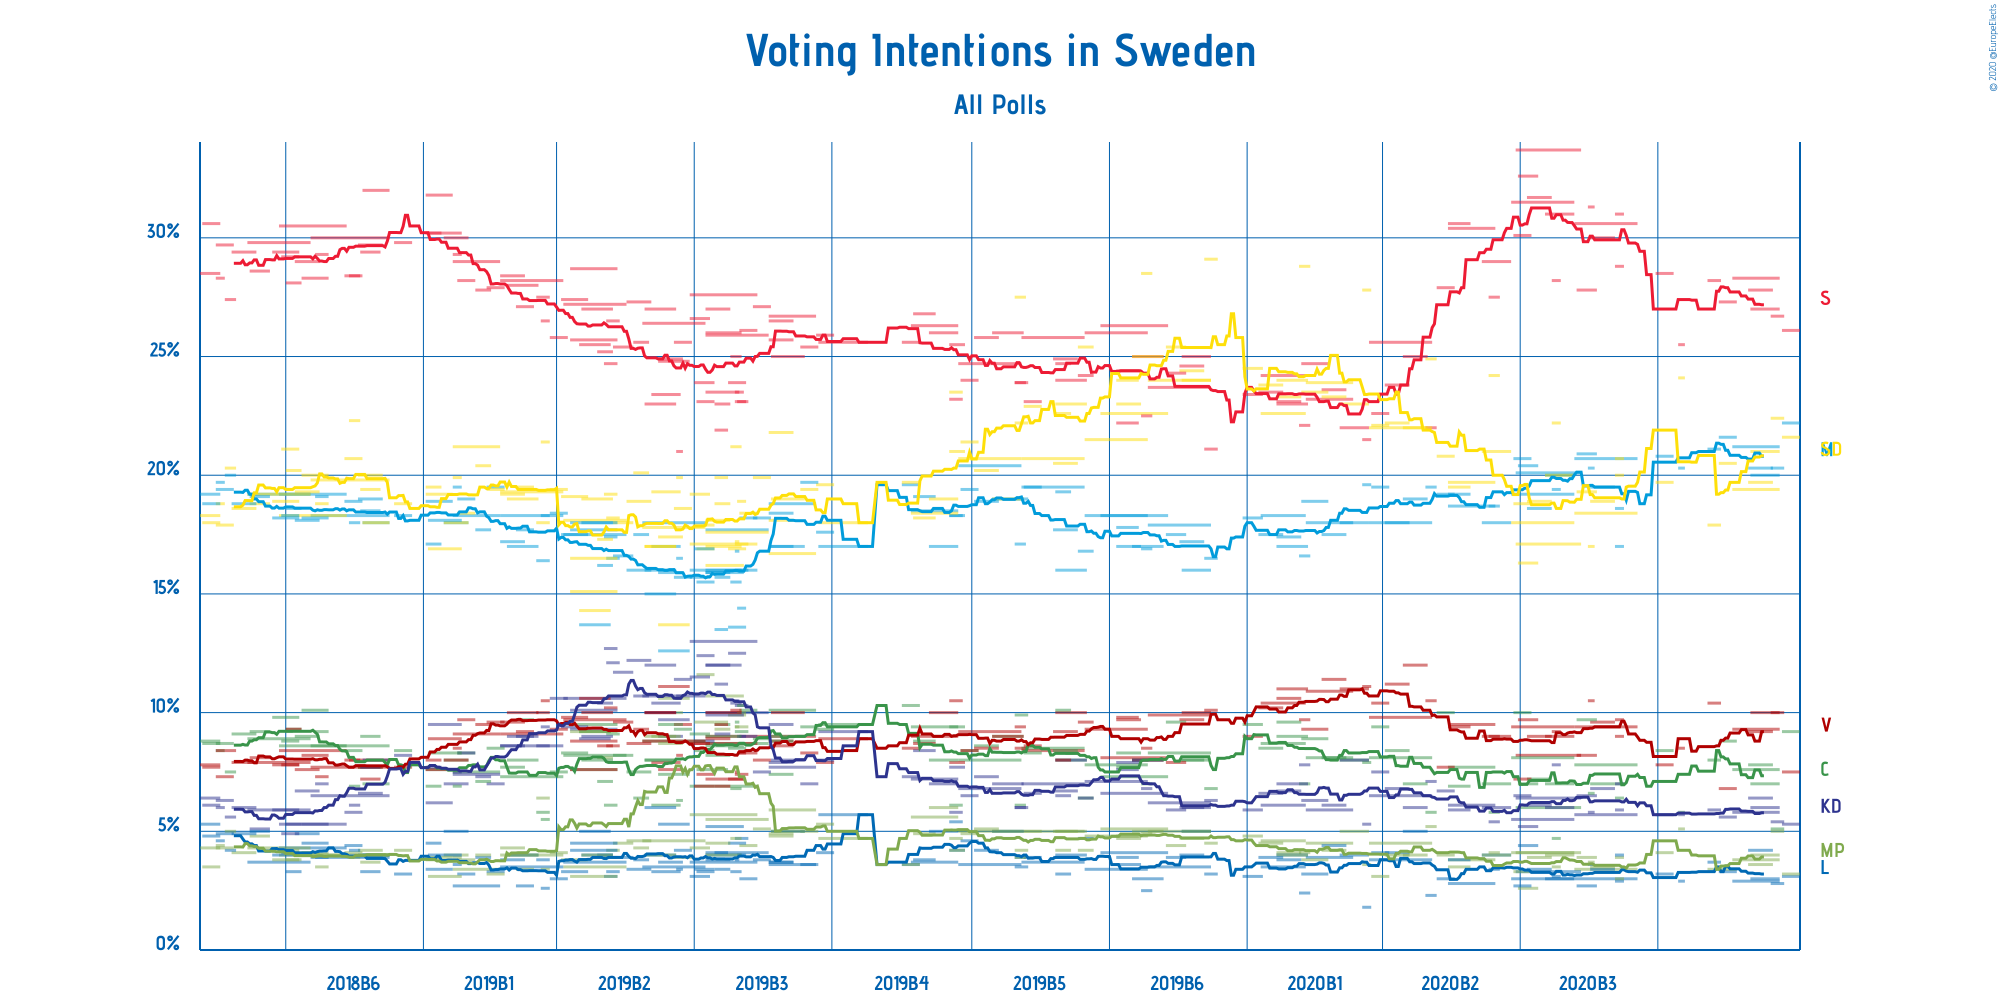 Voting Intentions in Sweden
All Polls
© 2020 @EuropeElects
30%
25%
20%
15%
10%
5%
0%
S
M
V
C
KD
MP
L
2018B6
2019B1
2019B2
2019B3
2019B4
2019B5
2019B6
2020B1
2020B2
2020B3